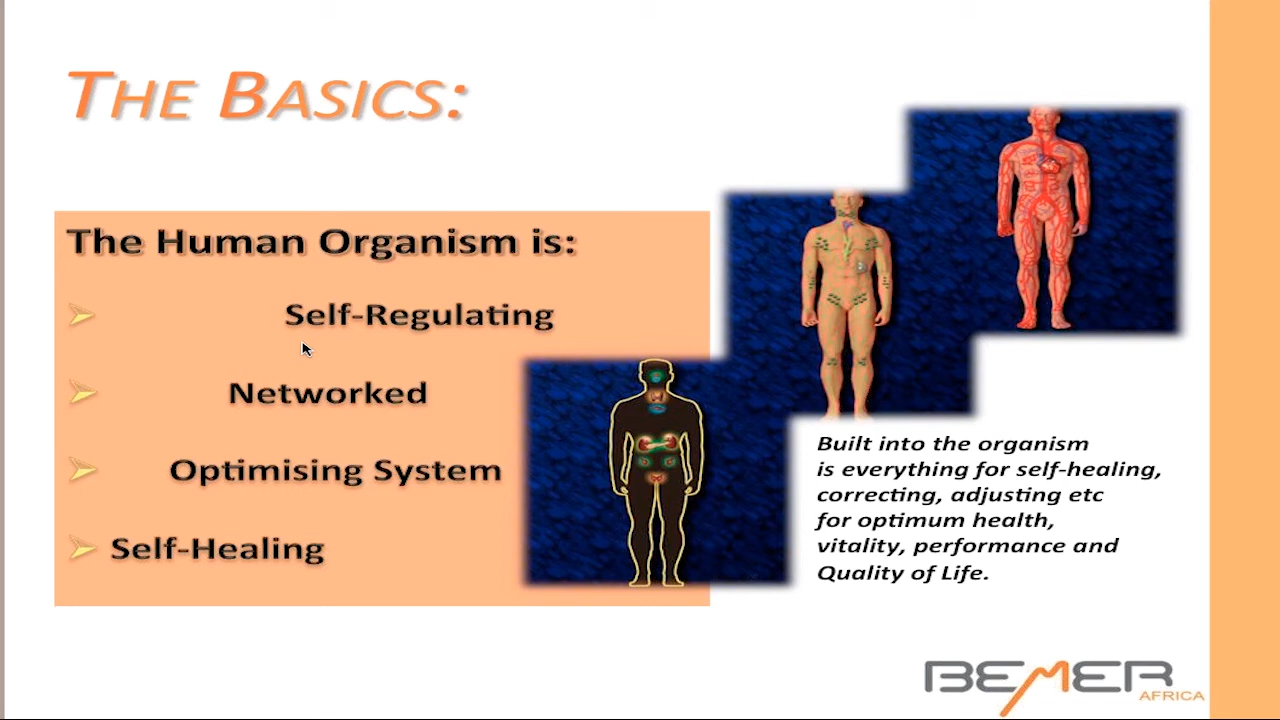 THE BASICS:
The Human Organism is:
Self-Regulating
Networked
Optimising System
Self-Healing
Built into the organism
is everything for self-healing,
correcting, adjusting etc
for optimum health,
vitality, performance and
Quality of Life.
BEMER
AFRICA